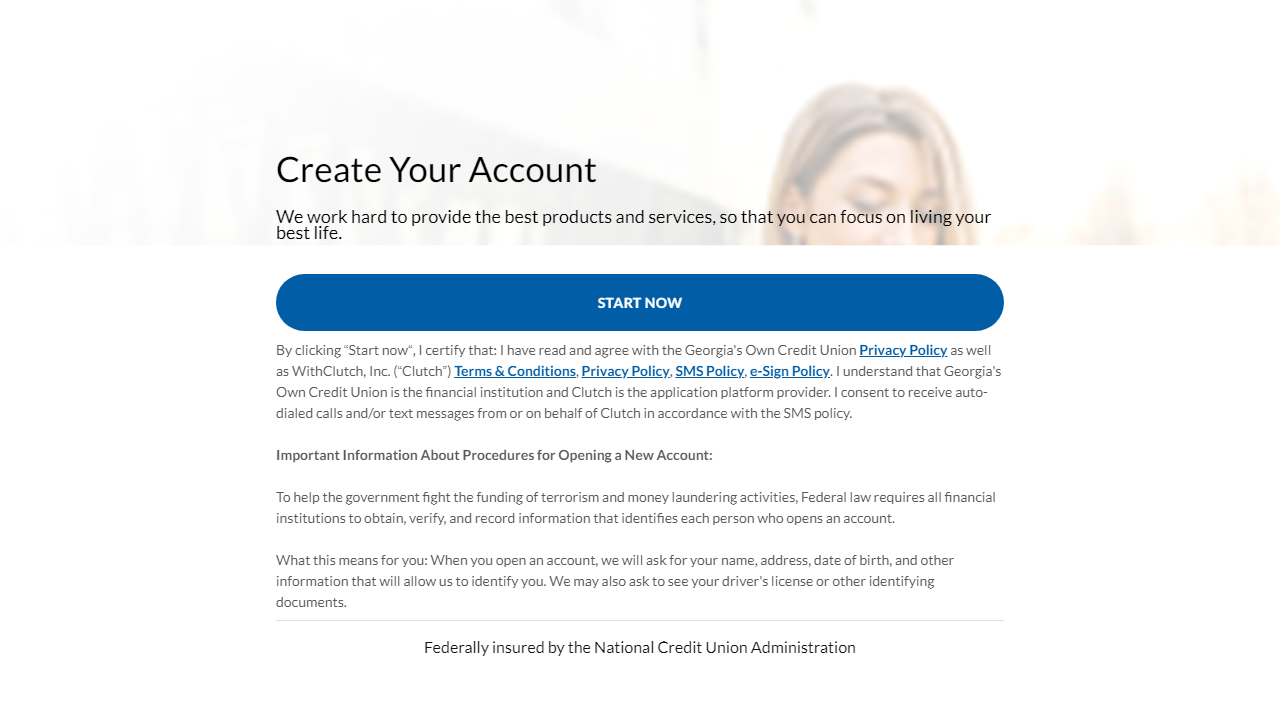 Create Your Account
We work hard to provide the best products and services, so that you can focus on living your
best life.
START NOW
By clicking “Start now“, I certify that: I have read and agree with the Georgia's Own Credit Union Privacy Policy as well
as WithClutch, Inc. (“Clutch”) Terms & Conditions, Privacy Policy, SMS Policy, e-Sign Policy. I understand that Georgia's
Own Credit Union is the financial institution and Clutch is the application platform provider. I consent to receive auto-
dialed calls and/or text messages from or on behalf of Clutch in accordance with the SMS policy.
Important Information About Procedures for Opening a New Account:
To help the government fight the funding of terrorism and money laundering activities, Federal law requires all financial
institutions to obtain, verify, and record information that identifies each person who opens an account.
What this means for you: When you open an account, we will ask for your name, address, date of birth, and other
information that will allow us to identify you. We may also ask to see your driver's license or other identifying
documents.
Federally insured by the National Credit Union Administration